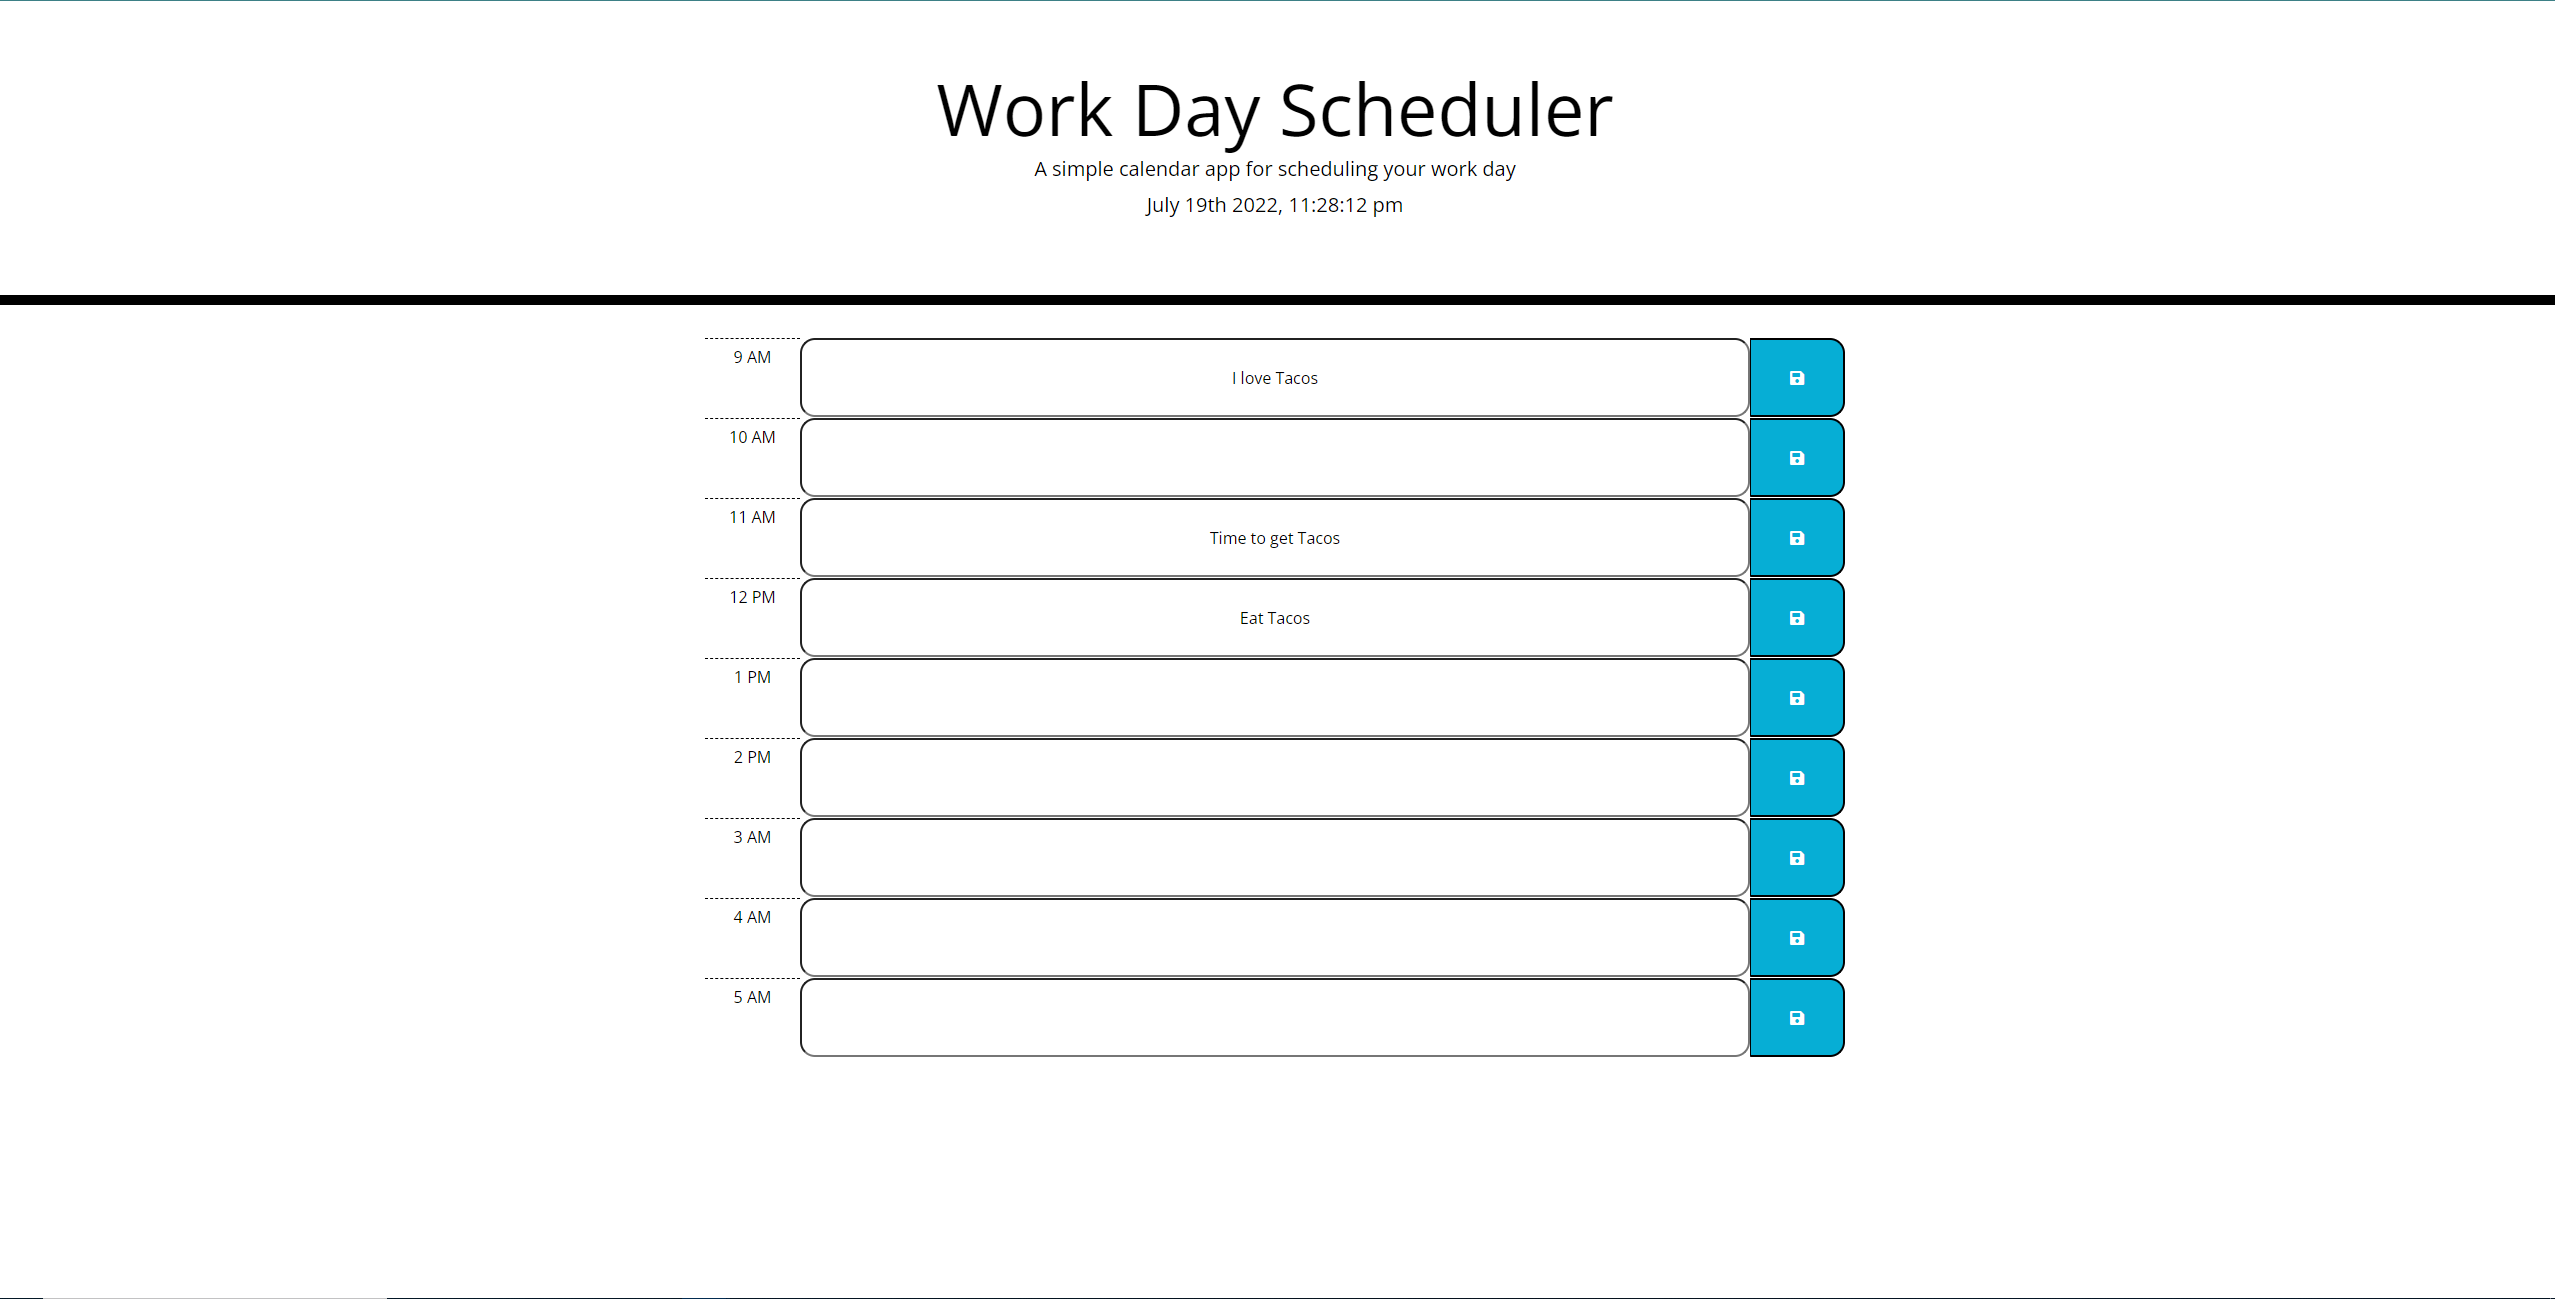 Work Day Scheduler
A simple calendar app for scheduling your work day
July 19th 2022, 11:28:12 pm
9 AM
I love Tacos
10 AM
11 AM
Time to get Tacos
12 PM
Eat Tacos
1 PM
2 PM
3 AM
4 AM
5 AM